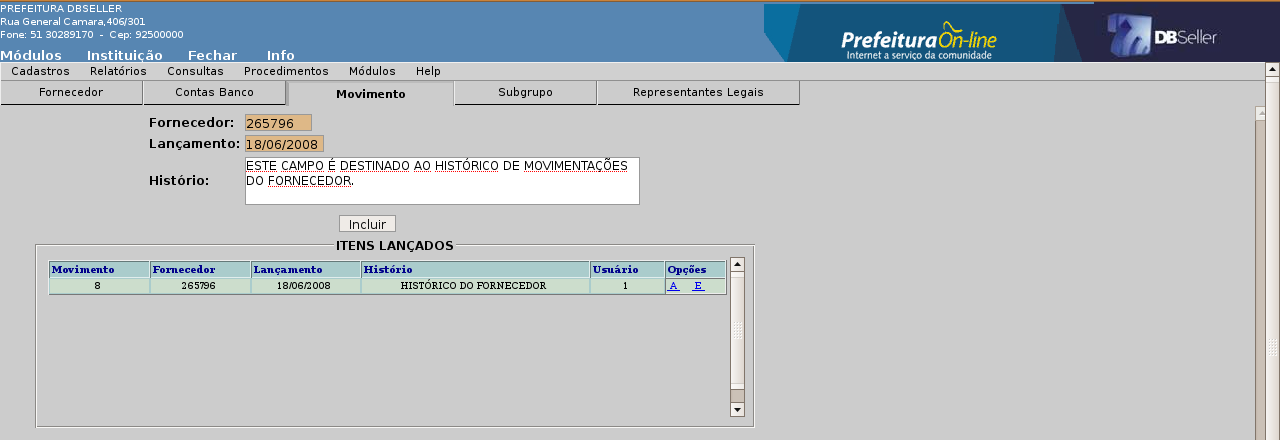 PREFEITURA DBSELLER
Rua General Camara,406/301
Fone: 51 30289170 - Cep: 92500000
Módulos Instituição Fechar Info
PrefeituraOn-line
Internet a serviço da comunidade
DBSeller
Cadastros Relatórios Consultas Procedimentos Módulos Help
Fornecedor Contas Banco Movimento Subgrupo Representantes Legais
Fornecedor: 265796
Lançamento: 18/06/2008
Histório: ESTE CAMPO É DESTINADO AO HISTÓRICO DE MOVIMENTAÇÕES
DO FORNECEDOR.
Incluir
ITENS LANÇADOS
Movimento Fornecedor Lançamento Histório Usuário Opções
8 265796 18/06/2008 HISTÓRICO DO FORNECEDOR 1 A E